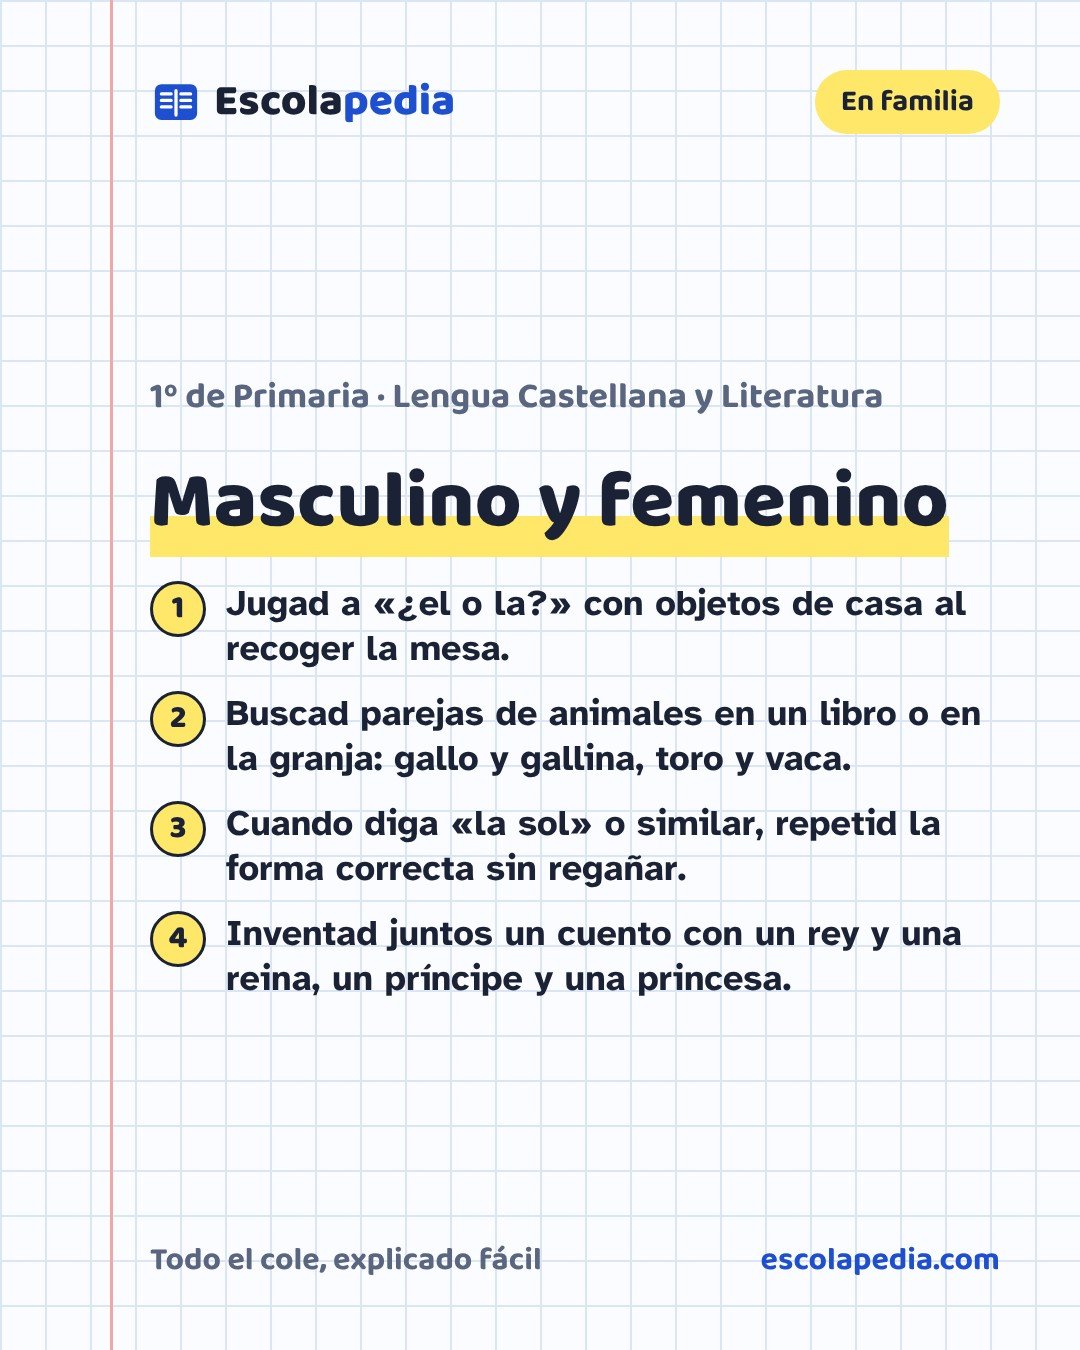 Escolapedia
En familia
1º de Primaria · Lengua Castellana y Literatura
Masculino y femenino
1 Jugad a «¿el o la?» con objetos de casa al
recoger la mesa.
2 Buscad parejas de animales en un libro o en
la granja: gallo y gallina, toro y vaca.
3 Cuando diga «la sol» o similar, repetid la
forma correcta sin regañar.
4 Inventad juntos un cuento con un rey y una
reina, un príncipe y una princesa.
Todo el cole, explicado fácil
escolapedia.com